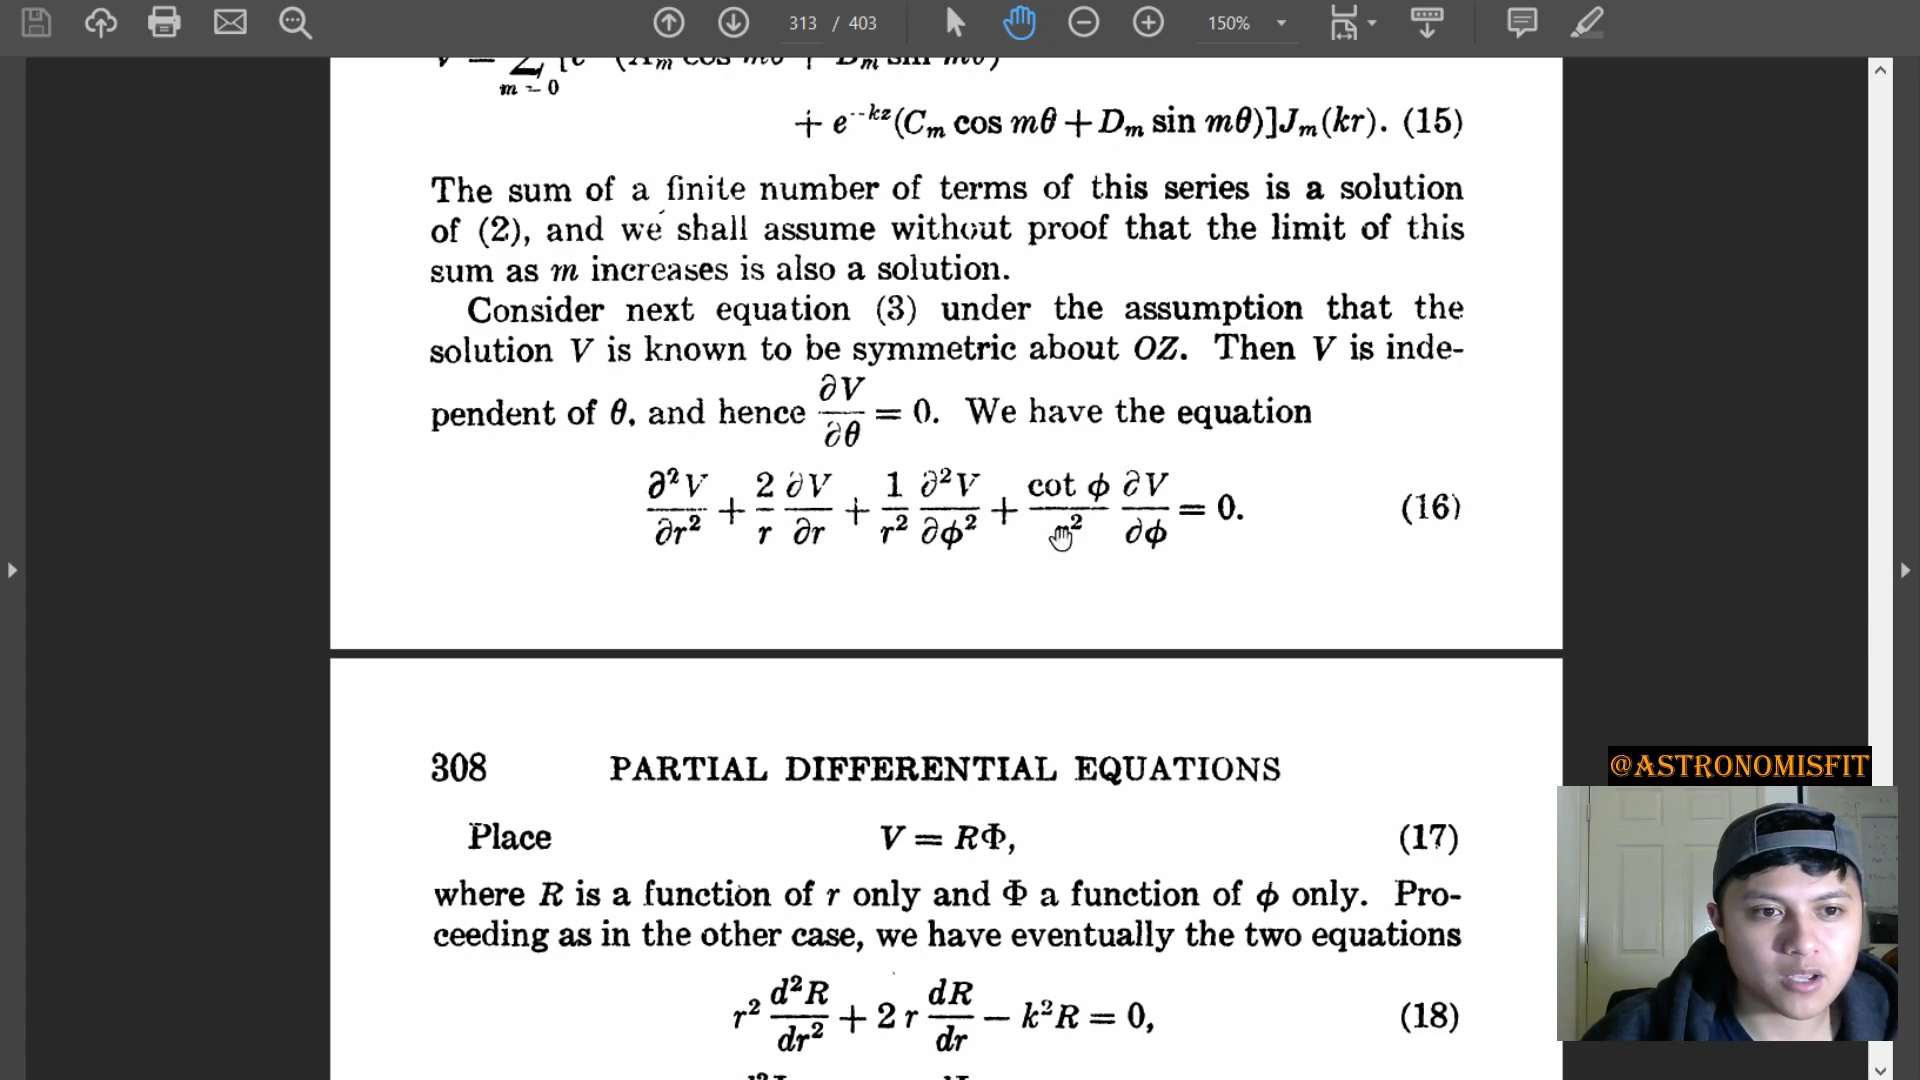 313 / 403
150%
m = 0
+ e^{-kz}(C_m cos mθ + D_m sin mθ)]J_m(kr). (15)
The sum of a finite number of terms of this series is a solution
of (2), and we shall assume without proof that the limit of this
sum as m increases is also a solution.
Consider next equation (3) under the assumption that the
solution V is known to be symmetric about OZ. Then V is inde-
pendent of θ, and hence ∂V/∂θ = 0. We have the equation
∂²V/∂r² + 2/r ∂V/∂r + 1/r² ∂²V/∂φ² + cot φ/r² ∂V/∂φ = 0. (16)
308 PARTIAL DIFFERENTIAL EQUATIONS
Place V = RΦ, (17)
where R is a function of r only and Φ a function of φ only. Pro-
ceeding as in the other case, we have eventually the two equations
r² d²R/dr² + 2 r dR/dr − k²R = 0, (18)
@ASTRONOMISFIT